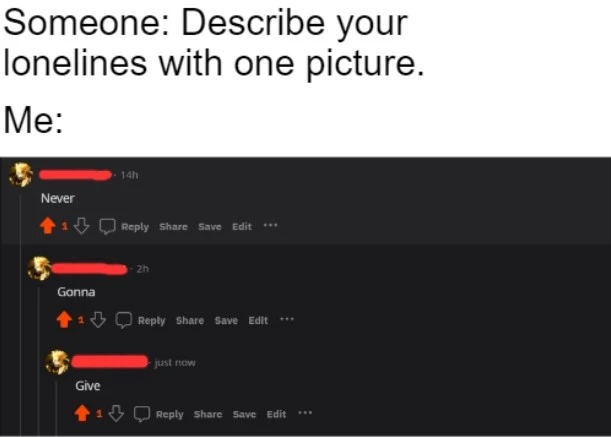 Someone: Describe your
lonelines with one picture.
Me:
· 14h
Never
1 Reply Share Save Edit ···
· 2h
Gonna
1 Reply Share Save Edit ···
· just now
Give
1 Reply Share Save Edit ···